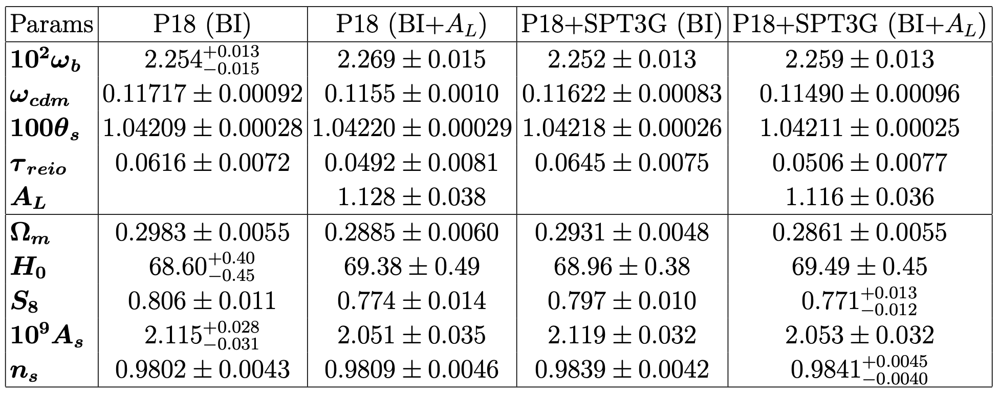 Params P18 (BI) P18 (BI+A_L) P18+SPT3G (BI) P18+SPT3G (BI+A_L)
10²ω_b 2.254^{+0.013}_{−0.015} 2.269 ± 0.015 2.252 ± 0.013 2.259 ± 0.013
ω_{cdm} 0.11717 ± 0.00092 0.1155 ± 0.0010 0.11622 ± 0.00083 0.11490 ± 0.00096
100θ_s 1.04209 ± 0.00028 1.04220 ± 0.00029 1.04218 ± 0.00026 1.04211 ± 0.00025
τ_{reio} 0.0616 ± 0.0072 0.0492 ± 0.0081 0.0645 ± 0.0075 0.0506 ± 0.0077
A_L 1.128 ± 0.038 1.116 ± 0.036
Ω_m 0.2983 ± 0.0055 0.2885 ± 0.0060 0.2931 ± 0.0048 0.2861 ± 0.0055
H_0 68.60^{+0.40}_{−0.45} 69.38 ± 0.49 68.96 ± 0.38 69.49 ± 0.45
S_8 0.806 ± 0.011 0.774 ± 0.014 0.797 ± 0.010 0.771^{+0.013}_{−0.012}
10⁹A_s 2.115^{+0.028}_{−0.031} 2.051 ± 0.035 2.119 ± 0.032 2.053 ± 0.032
n_s 0.9802 ± 0.0043 0.9809 ± 0.0046 0.9839 ± 0.0042 0.9841^{+0.0045}_{−0.0040}